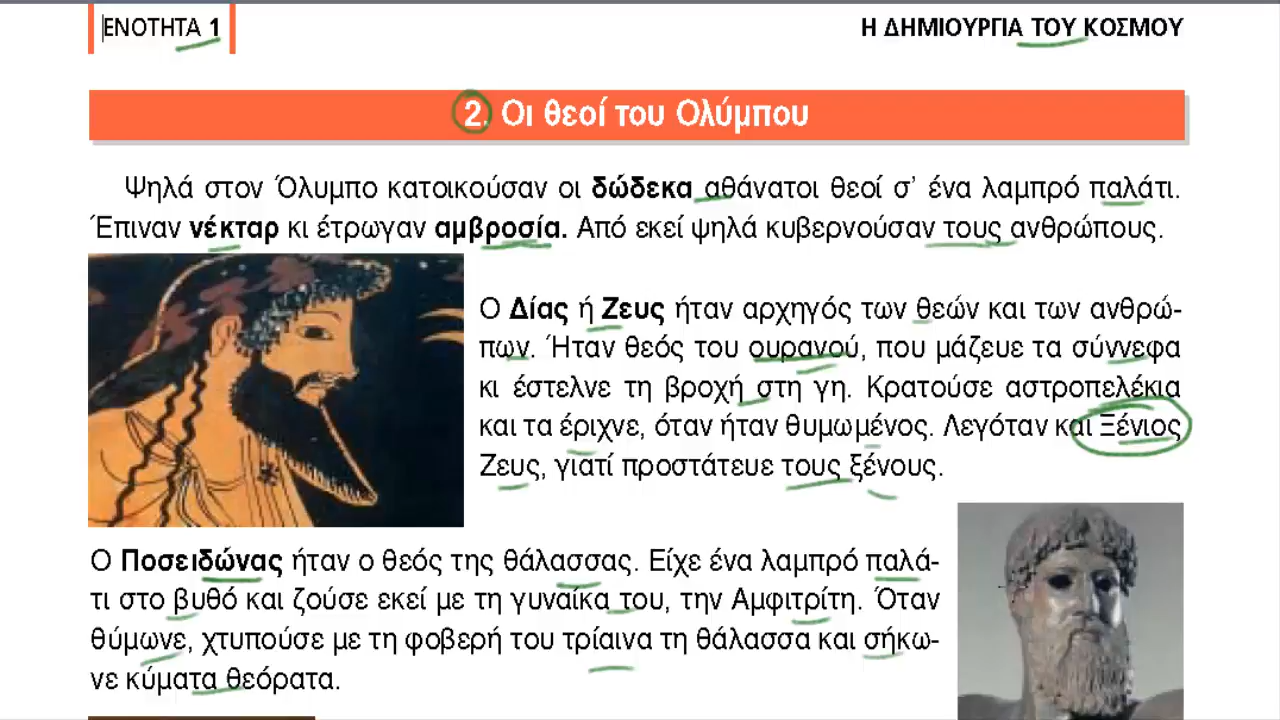 ΕΝΟΤΗΤΑ 1
Η ΔΗΜΙΟΥΡΓΙΑ ΤΟΥ ΚΟΣΜΟΥ
2. Οι θεοί του Ολύμπου
Ψηλά στον Όλυμπο κατοικούσαν οι δώδεκα αθάνατοι θεοί σ’ ένα λαμπρό παλάτι.
Έπιναν νέκταρ κι έτρωγαν αμβροσία. Από εκεί ψηλά κυβερνούσαν τους ανθρώπους.
Ο Δίας ή Ζευς ήταν αρχηγός των θεών και των ανθρώ-
πων. Ήταν θεός του ουρανού, που μάζευε τα σύννεφα
κι έστελνε τη βροχή στη γη. Κρατούσε αστροπελέκια
και τα έριχνε, όταν ήταν θυμωμένος. Λεγόταν και Ξένιος
Ζευς, γιατί προστάτευε τους ξένους.
Ο Ποσειδώνας ήταν ο θεός της θάλασσας. Είχε ένα λαμπρό παλά-
τι στο βυθό και ζούσε εκεί με τη γυναίκα του, την Αμφιτρίτη. Όταν
θύμωνε, χτυπούσε με τη φοβερή του τρίαινα τη θάλασσα και σήκω-
νε κύματα θεόρατα.